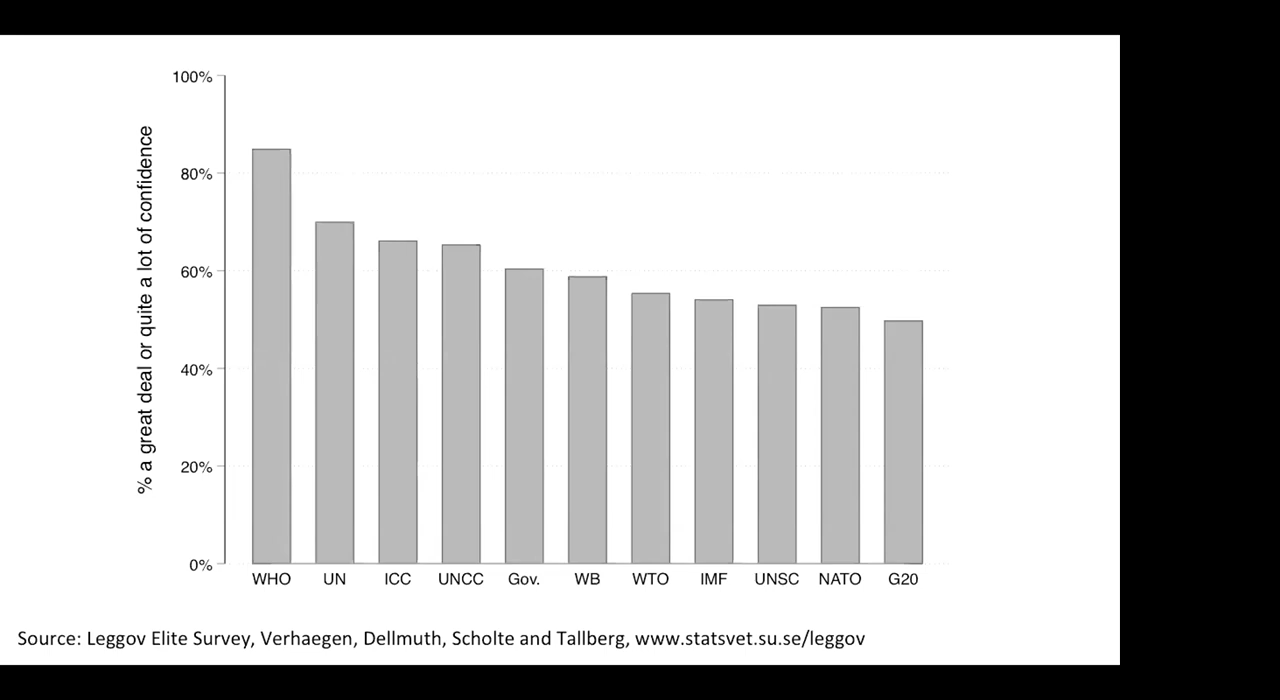 100%
80%
60%
40%
20%
0%
% a great deal or quite a lot of confidence
WHO UN ICC UNCC Gov. WB WTO IMF UNSC NATO G20
Source: Leggov Elite Survey, Verhaegen, Dellmuth, Scholte and Tallberg, www.statsvet.su.se/leggov